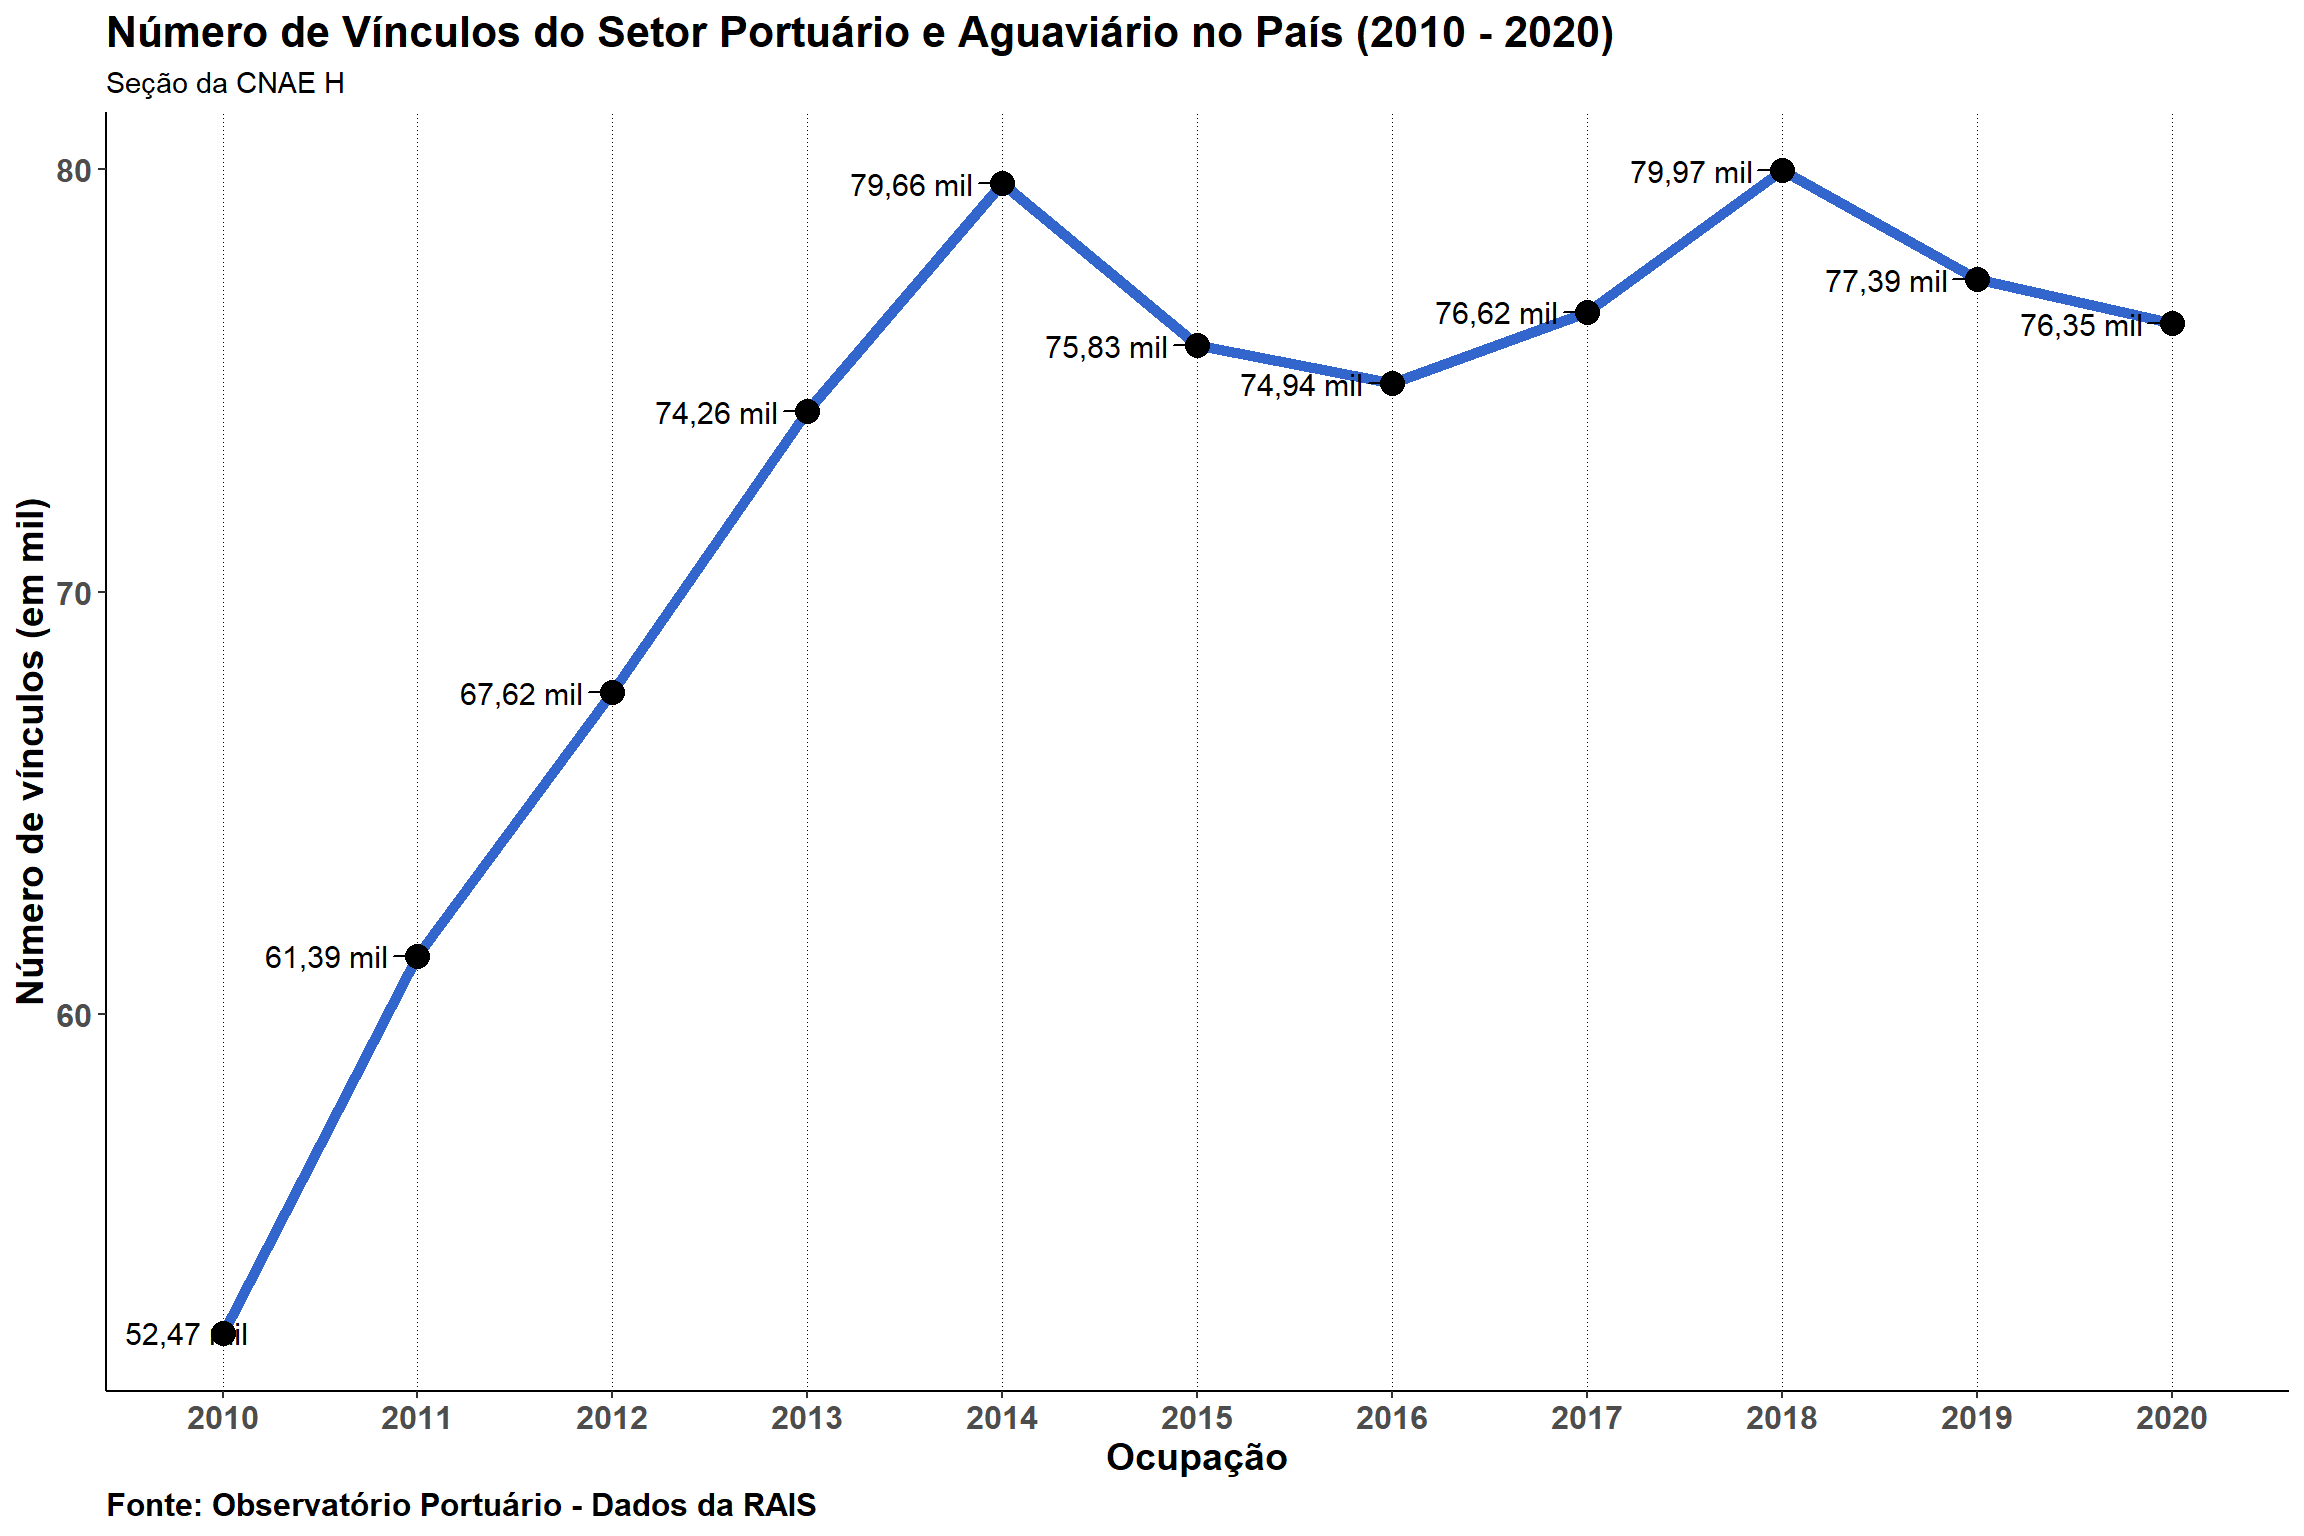 Número de Vínculos do Setor Portuário e Aguaviário no País (2010 - 2020)
Seção da CNAE H
Número de vínculos (em mil)
80
70
60
52,47 mil
61,39 mil
67,62 mil
74,26 mil
79,66 mil
75,83 mil
74,94 mil
76,62 mil
79,97 mil
77,39 mil
76,35 mil
2010 2011 2012 2013 2014 2015 2016 2017 2018 2019 2020
Ocupação
Fonte: Observatório Portuário - Dados da RAIS